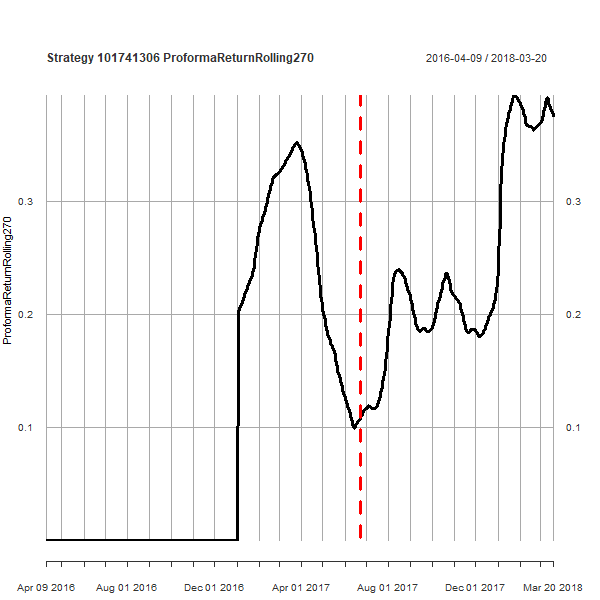 Strategy 101741306 ProformaReturnRolling270
2016-04-09 / 2018-03-20
ProformaReturnRolling270
0.3
0.3
0.2
0.2
0.1
0.1
Apr 09 2016
Aug 01 2016
Dec 01 2016
Apr 01 2017
Aug 01 2017
Dec 01 2017
Mar 20 2018